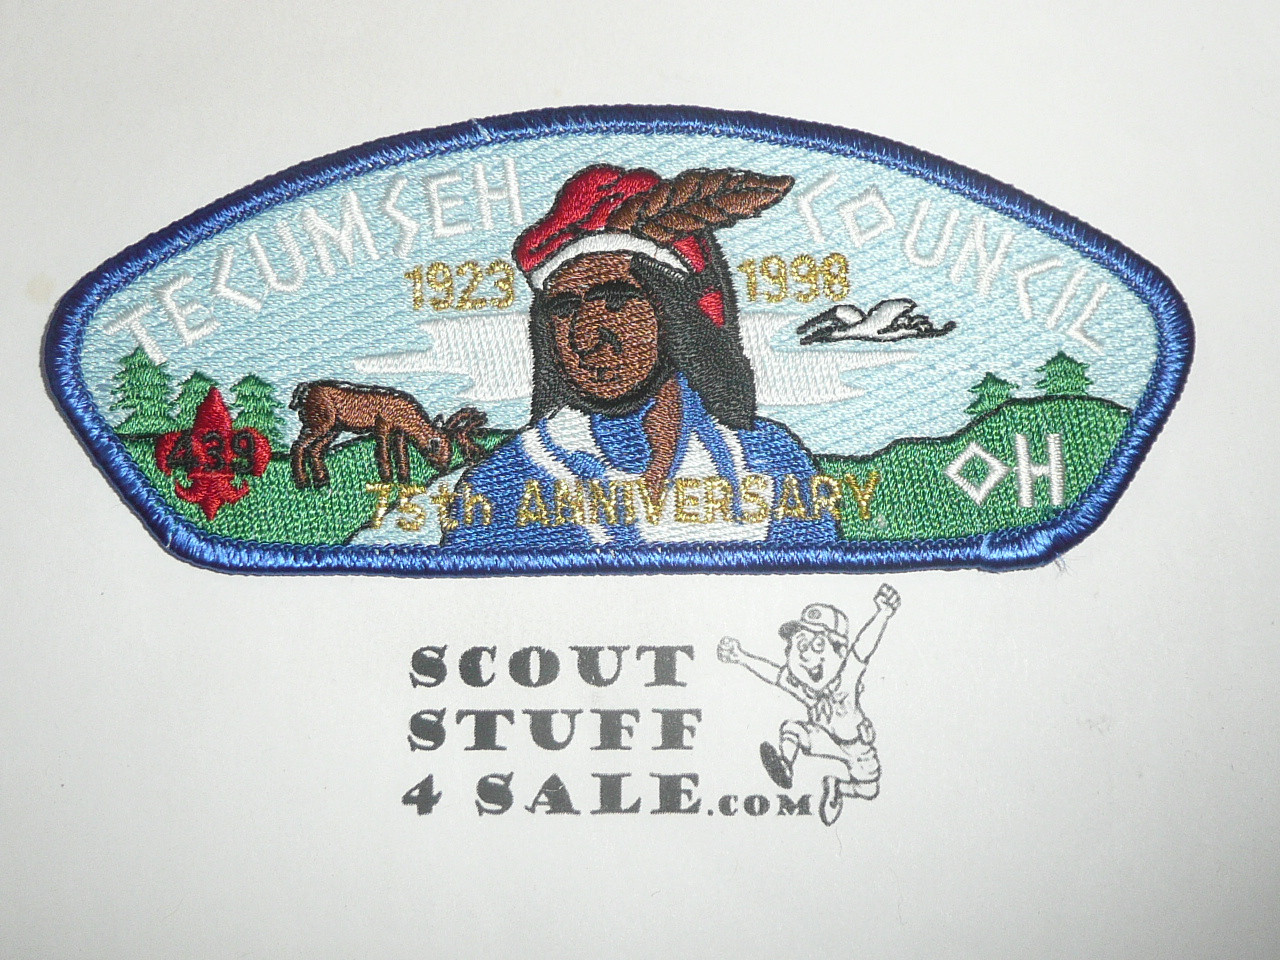 TECUMSEH COUNCIL
1923 1998
439
OH
75th ANNIVERSARY
SCOUT
STUFF
4 SALE.COM